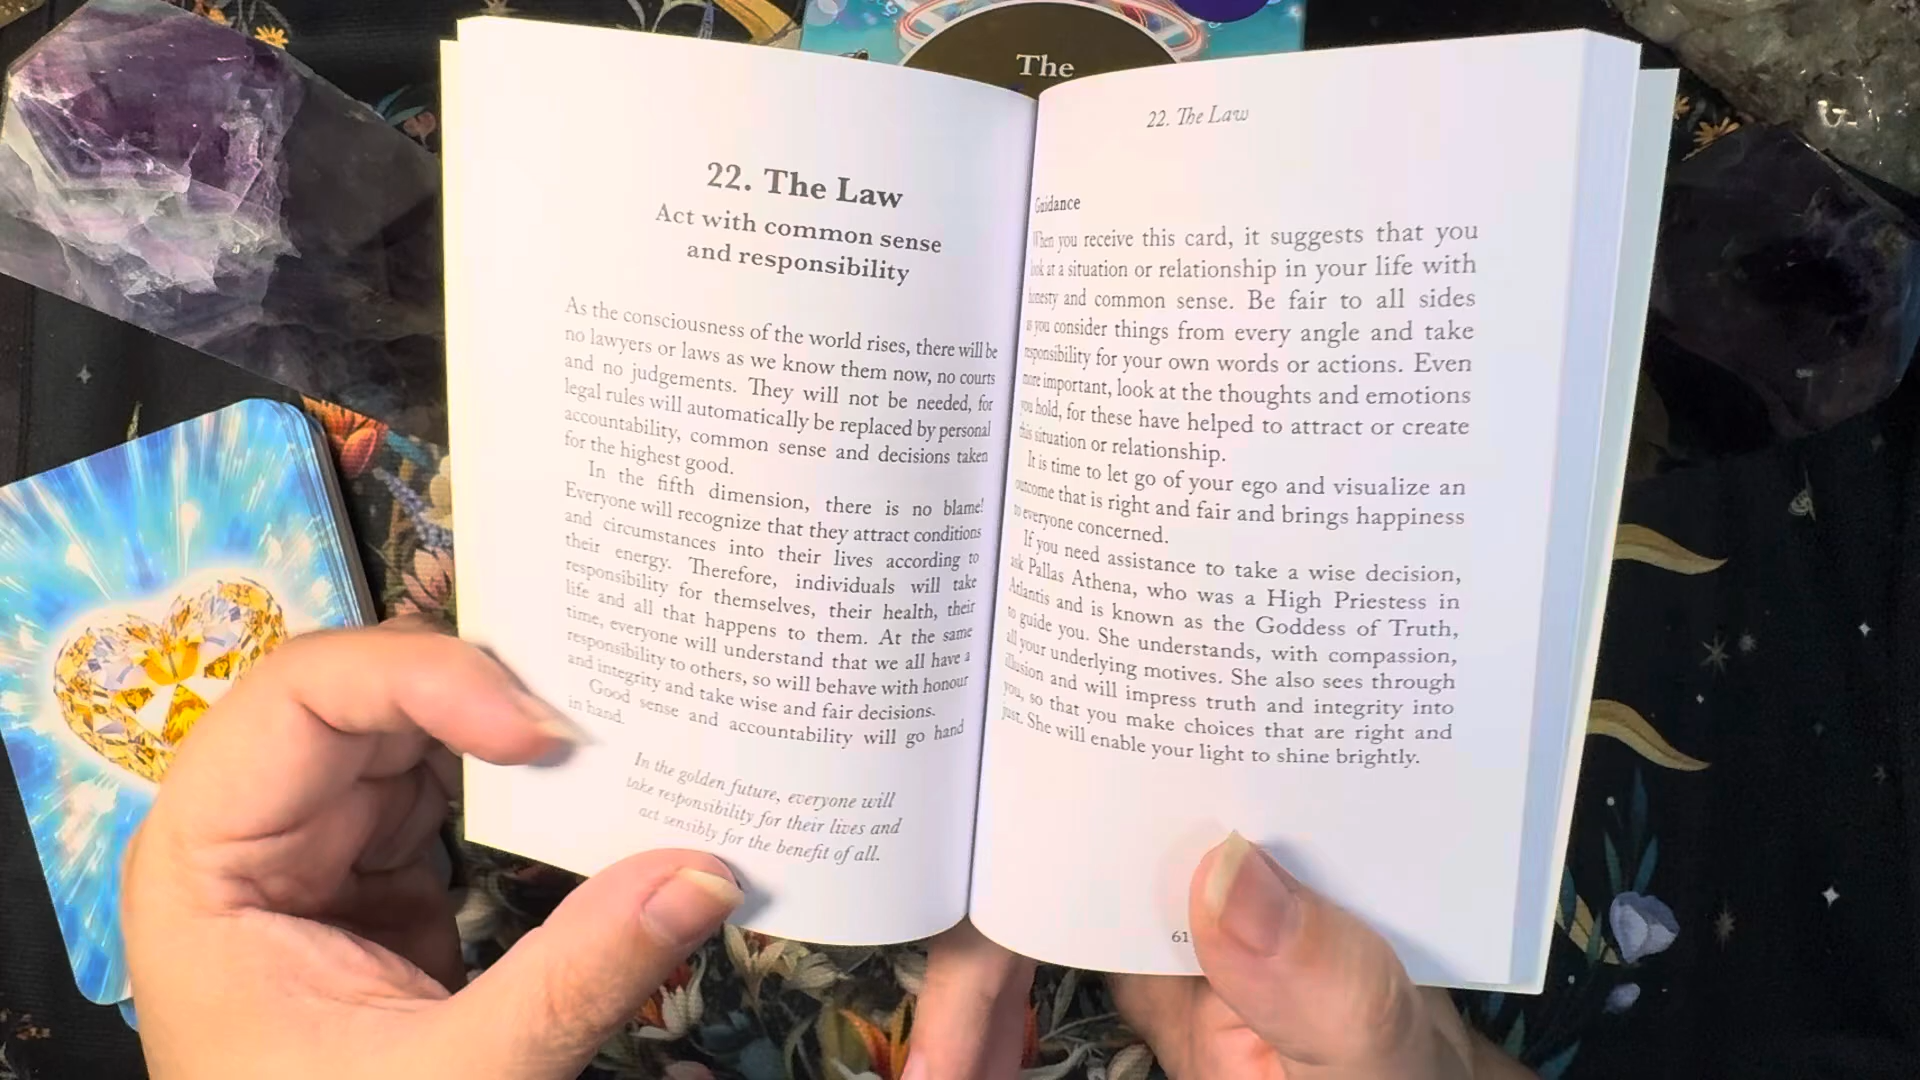 The
22. The Law
Act with common sense
and responsibility
As the consciousness of the world rises, there will be
no lawyers or laws as we know them now, no courts
and no judgements. They will not be needed, for
legal rules will automatically be replaced by personal
accountability, common sense and decisions taken
for the highest good.
In the fifth dimension, there is no blame!
Everyone will recognize that they attract conditions
and circumstances into their lives according to
their energy. Therefore, individuals will take
responsibility for themselves, their health, their
life and all that happens to them. At the same
time, everyone will understand that we all have a
responsibility to others, so will behave with honour
and integrity and take wise and fair decisions.
Good sense and accountability will go hand
in hand.
In the golden future, everyone will
take responsibility for their lives and
act sensibly for the benefit of all.
22. The Law
Guidance
When you receive this card, it suggests that you
look at a situation or relationship in your life with
honesty and common sense. Be fair to all sides
as you consider things from every angle and take
responsibility for your own words or actions. Even
more important, look at the thoughts and emotions
you hold, for these have helped to attract or create
this situation or relationship.
It is time to let go of your ego and visualize an
outcome that is right and fair and brings happiness
to everyone concerned.
If you need assistance to take a wise decision,
ask Pallas Athena, who was a High Priestess in
Atlantis and is known as the Goddess of Truth,
to guide you. She understands, with compassion,
all your underlying motives. She also sees through
illusion and will impress truth and integrity into
you, so that you make choices that are right and
just. She will enable your light to shine brightly.
61